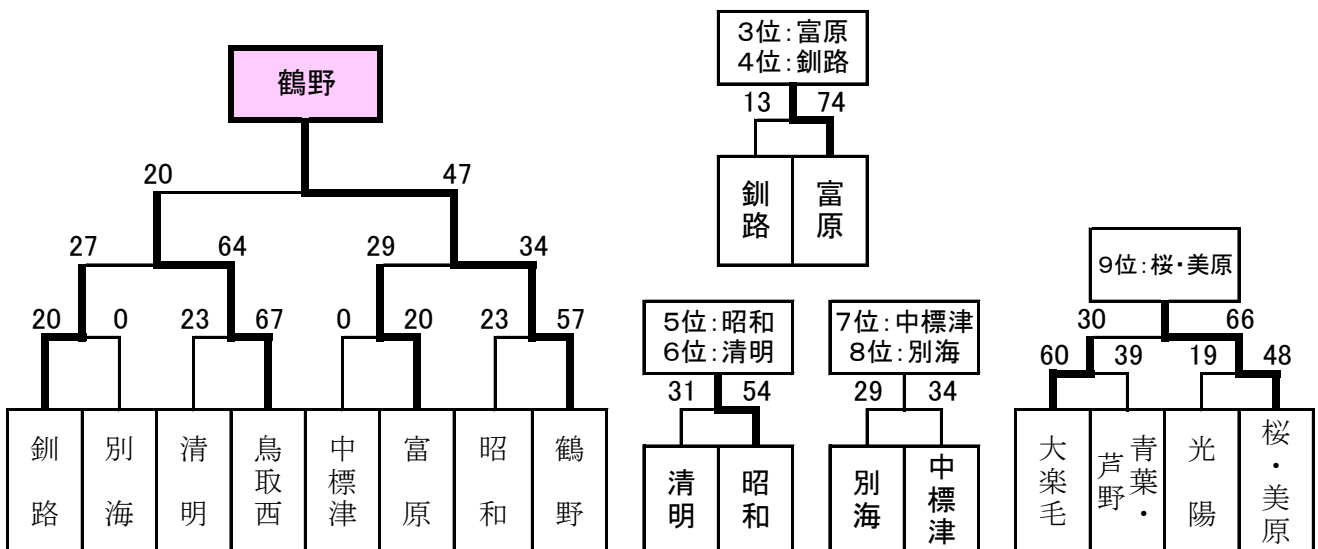 鶴野
20 47
27 64 29 34
20 0 23 67 0 20 23 57
釧路
別海
清明
鳥取西
中標津
富原
昭和
鶴野
3位:富原
4位:釧路
13 74
釧路
富原
5位:昭和
6位:清明
31 54
清明
昭和
7位:中標津
8位:別海
29 34
別海
中標津
9位:桜・美原
30 66
60 39 19 48
大楽毛
青葉・
芦野
光陽
桜・美原